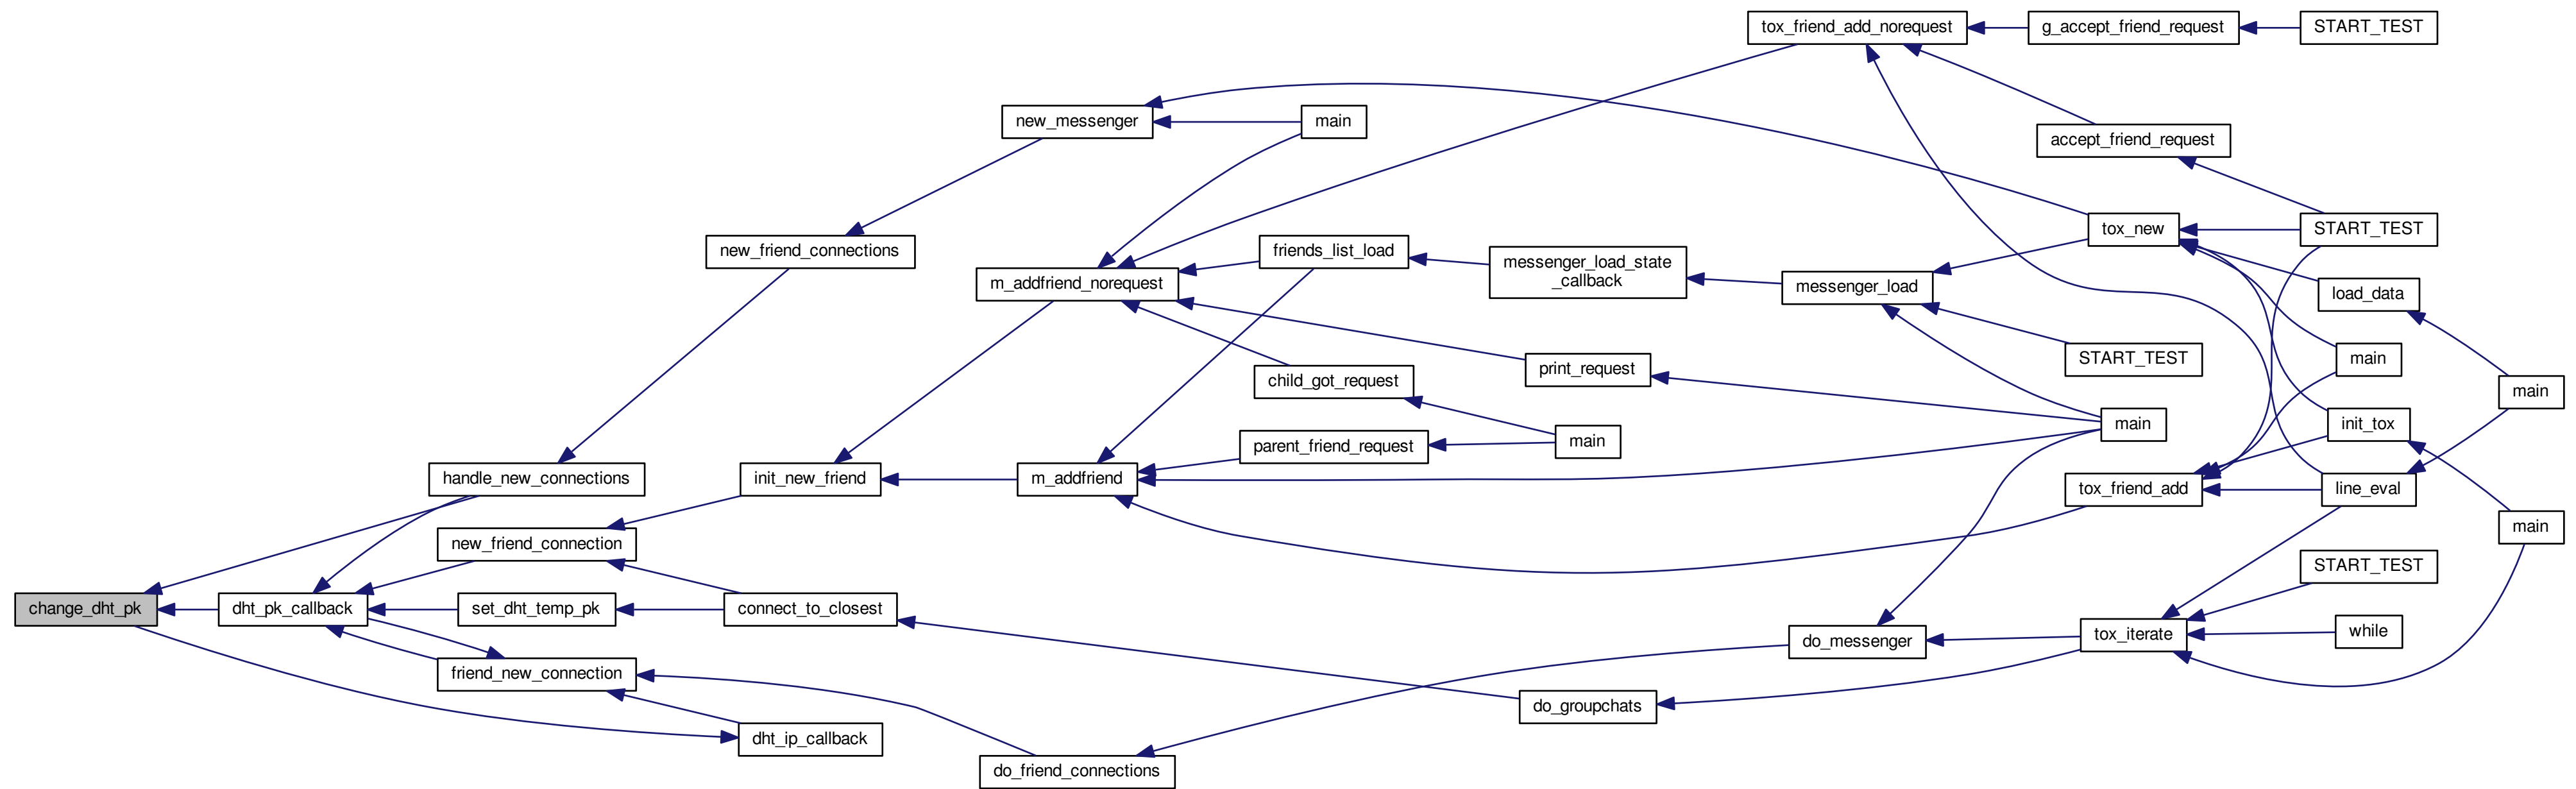 tox_friend_add_norequest
g_accept_friend_request
START_TEST
new_messenger
main
accept_friend_request
new_friend_connections
friends_list_load
messenger_load_state
_callback
tox_new
START_TEST
m_addfriend_norequest
messenger_load
load_data
START_TEST
main
print_request
child_got_request
main
main
init_tox
parent_friend_request
main
handle_new_connections
init_new_friend
m_addfriend
tox_friend_add
line_eval
main
new_friend_connection
START_TEST
change_dht_pk
dht_pk_callback
set_dht_temp_pk
connect_to_closest
do_messenger
tox_iterate
while
friend_new_connection
do_groupchats
dht_ip_callback
do_friend_connections